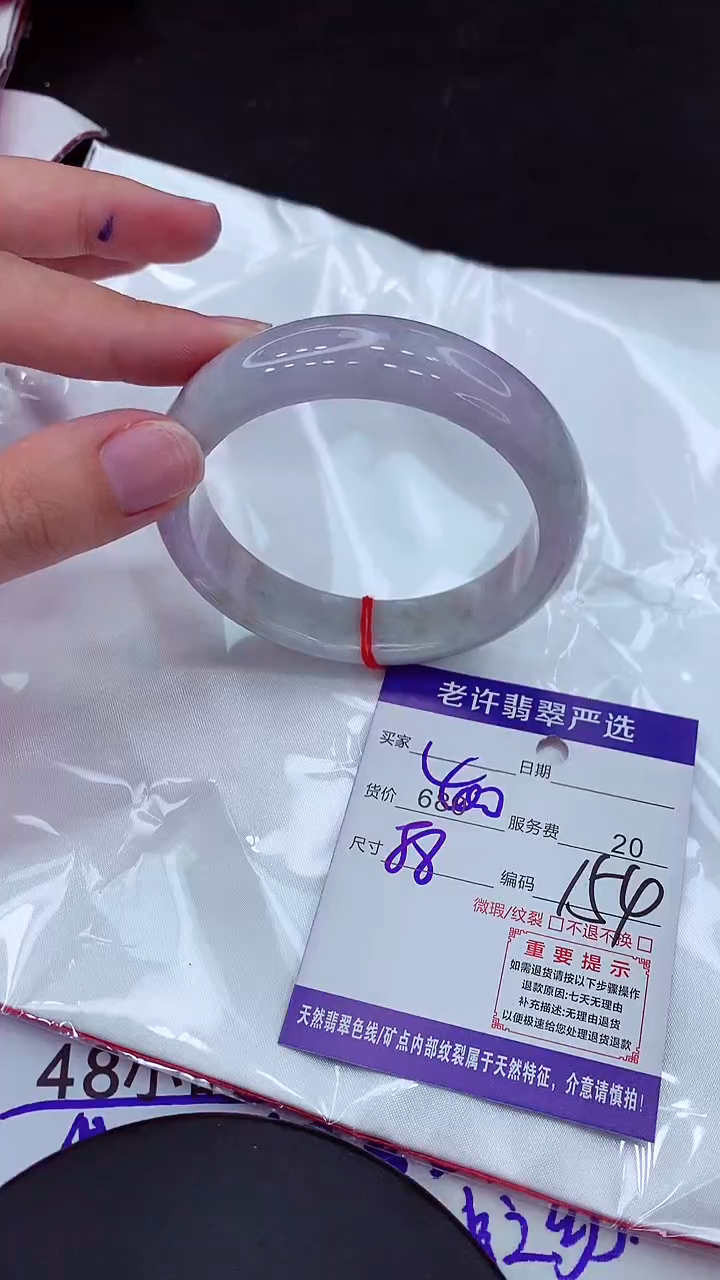 老许翡翠严选
买家 日期
货价 680 服务费 20
尺寸 58 编码 154
微瑕/纹裂 □ 不退不换 □
重要提示
如需退货请按以下步骤操作
退款原因:七天无理由
补充描述:无理由退货
以便极速给您处理退货退款
天然翡翠色线/矿点内部纹裂属于天然特征，介意请慎拍！
48小